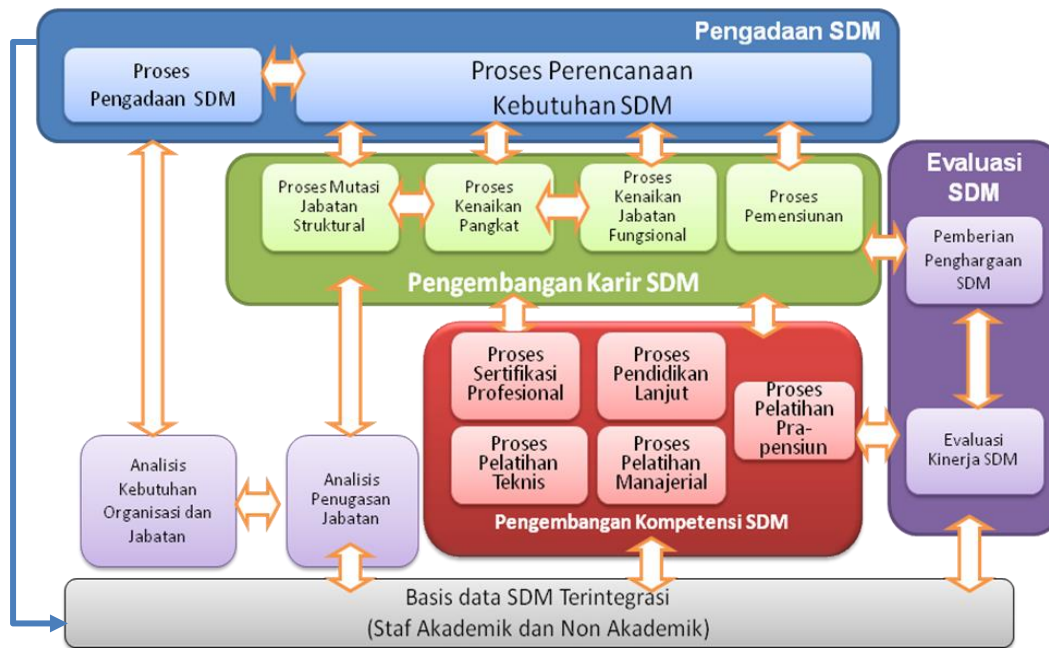 Pengadaan SDM
Proses
Pengadaan SDM
Proses Perencanaan
Kebutuhan SDM
Proses Mutasi
Jabatan
Struktural
Proses
Kenaikan
Pangkat
Proses
Kenaikan
Jabatan
Fungsional
Proses
Pemensiunan
Pengembangan Karir SDM
Evaluasi
SDM
Pemberian
Penghargaan
SDM
Evaluasi
Kinerja SDM
Proses
Sertifikasi
Profesional
Proses
Pendidikan
Lanjut
Proses
Pelatihan
Pra-
pensiun
Proses
Pelatihan
Teknis
Proses
Pelatihan
Manajerial
Pengembangan Kompetensi SDM
Analisis
Kebutuhan
Organisasi dan
Jabatan
Analisis
Penugasan
Jabatan
Basis data SDM Terintegrasi
(Staf Akademik dan Non Akademik)